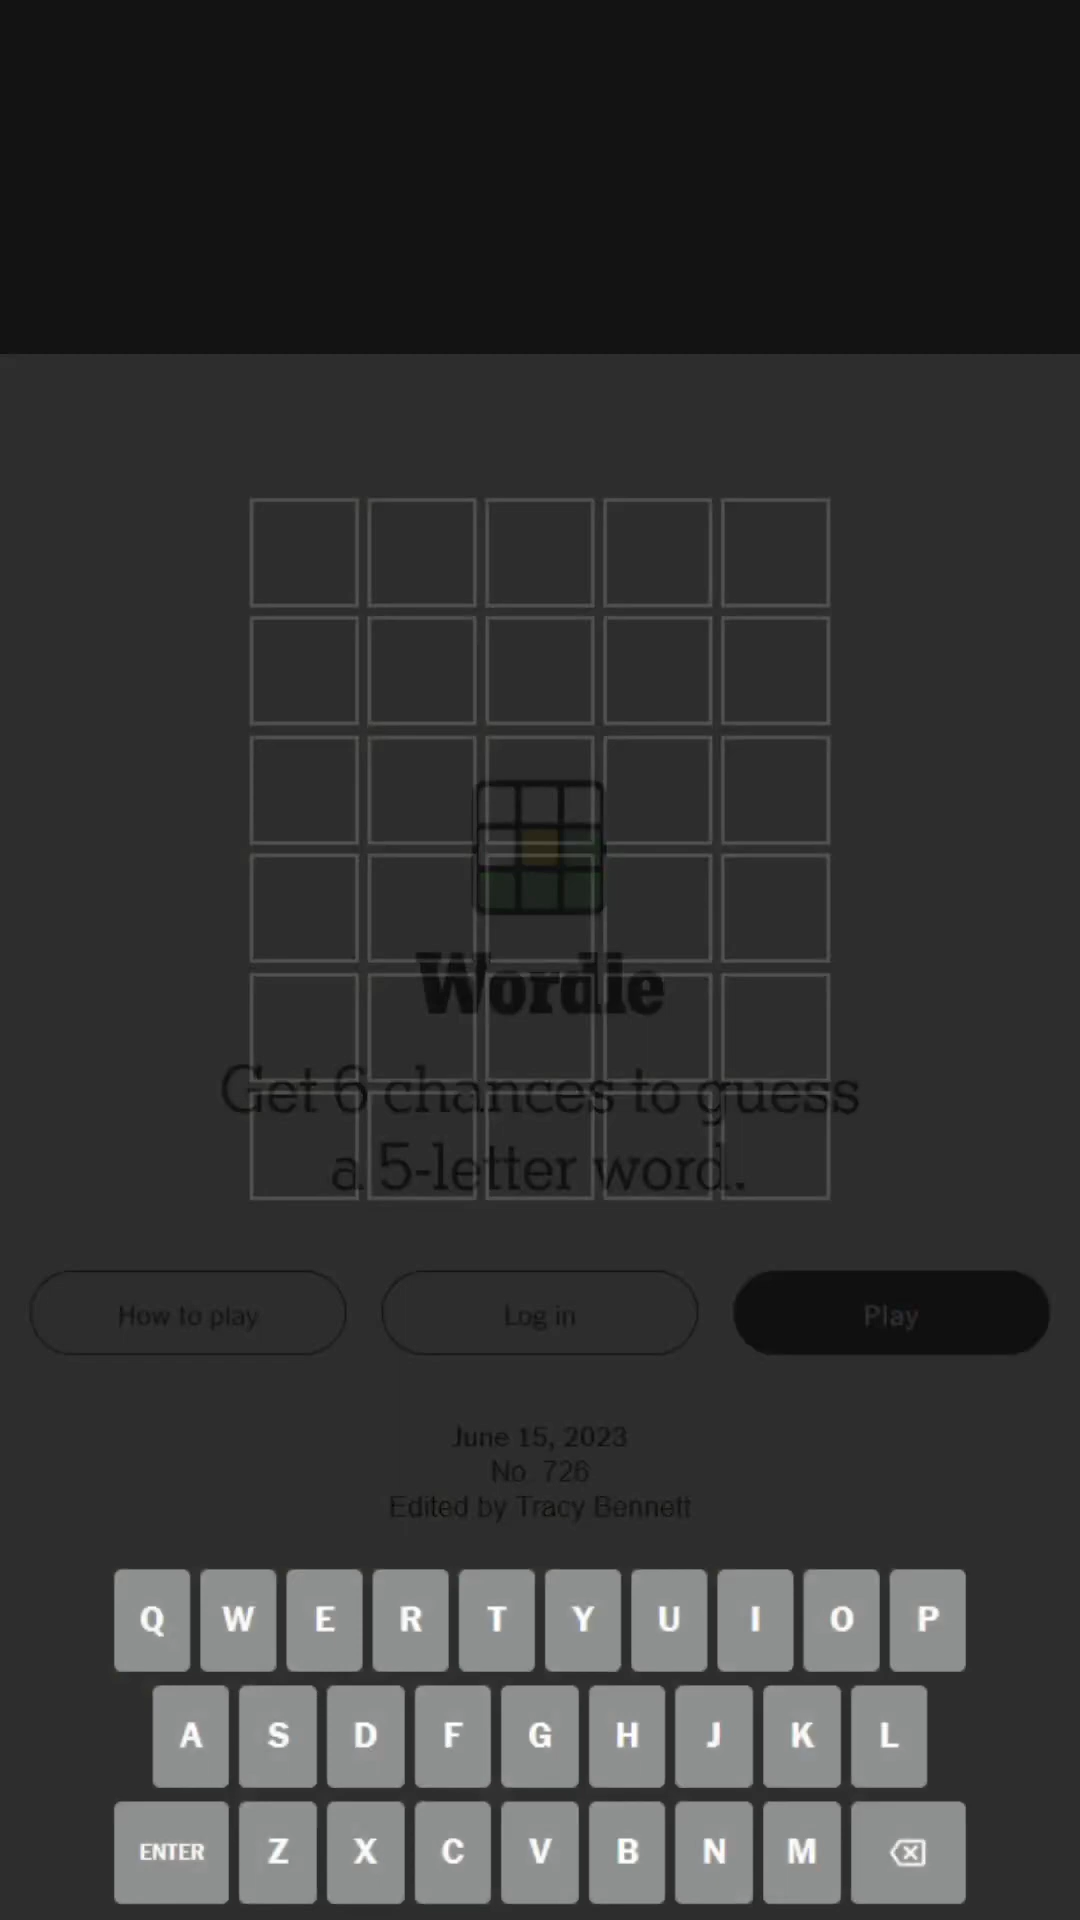 Wordle
Get 6 chances to guess
a 5-letter word.
How to play
Log in
Play
June 15, 2023
No. 726
Edited by Tracy Bennett
Q W E R T Y U I O P
A S D F G H J K L
ENTER Z X C V B N M